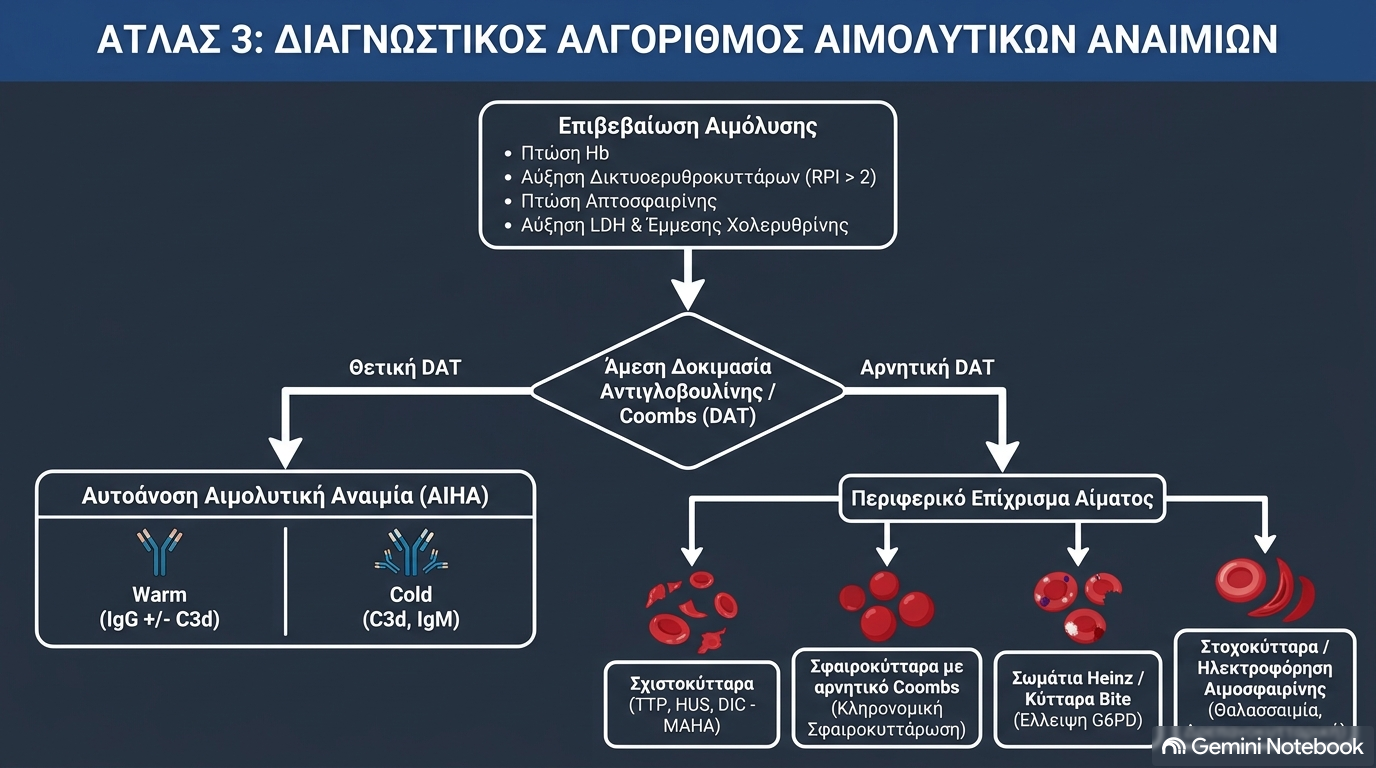 ΑΤΛΑΣ 3: ΔΙΑΓΝΩΣΤΙΚΟΣ ΑΛΓΟΡΙΘΜΟΣ ΑΙΜΟΛΥΤΙΚΩΝ ΑΝΑΙΜΙΩΝ
Επιβεβαίωση Αιμόλυσης
• Πτώση Hb
• Αύξηση Δικτυοερυθροκυττάρων (RPI > 2)
• Πτώση Απτοσφαιρίνης
• Αύξηση LDH & Έμμεσης Χολερυθρίνης
Άμεση Δοκιμασία
Αντιγλοβουλίνης /
Coombs (DAT)
Θετική DAT
Αρνητική DAT
Αυτοάνοση Αιμολυτική Αναιμία (AIHA)
Warm
(IgG +/- C3d)
Cold
(C3d, IgM)
Περιφερικό Επίχρισμα Αίματος
Σχιστοκύτταρα
(TTP, HUS, DIC -
MAHA)
Σφαιροκύτταρα με
αρνητικό Coombs
(Κληρονομική
Σφαιροκυττάρωση)
Σωμάτια Heinz /
Κύτταρα Bite
(Έλλειψη G6PD)
Στοχοκύτταρα /
Ηλεκτροφόρηση
Αιμοσφαιρίνης
(Θαλασσαιμία,
Gemini Notebook